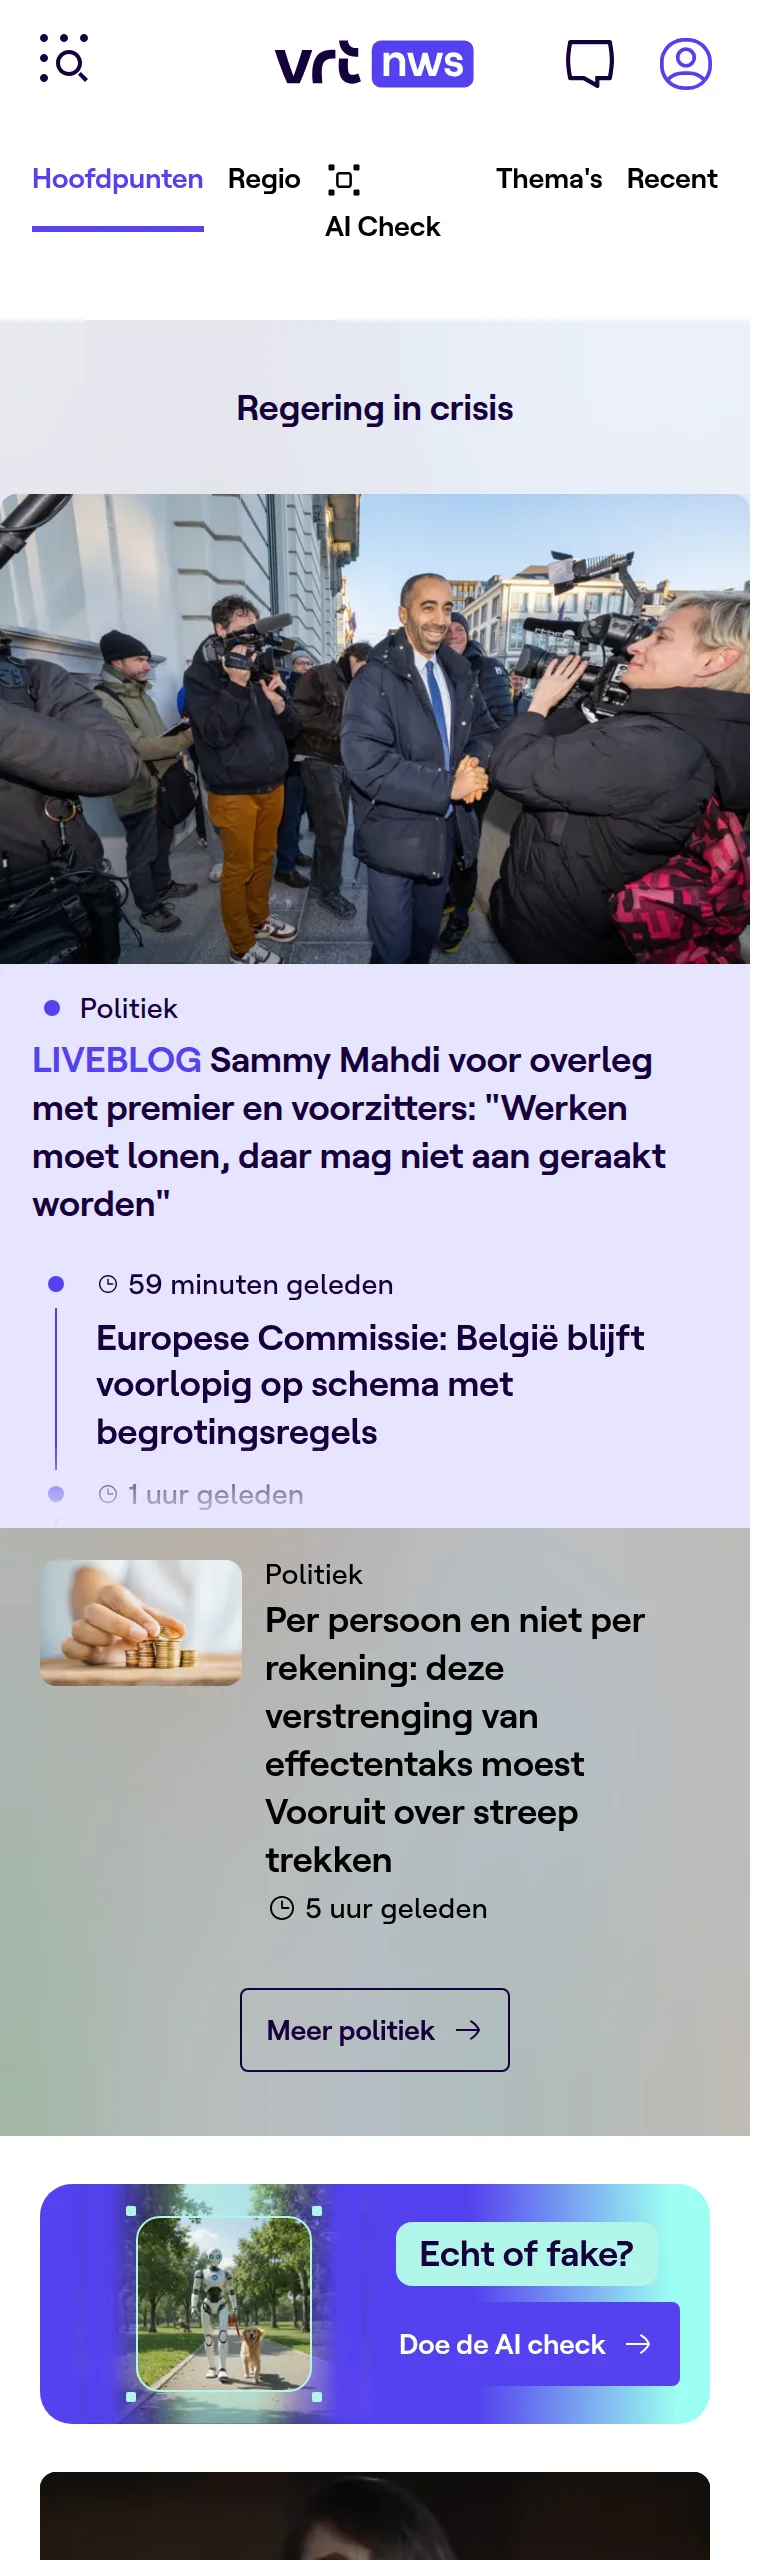 vrt nws
Hoofdpunten Regio AI Check Thema's Recent
Regering in crisis
Politiek
LIVEBLOG Sammy Mahdi voor overleg
met premier en voorzitters: "Werken
moet lonen, daar mag niet aan geraakt
worden"
59 minuten geleden
Europese Commissie: België blijft
voorlopig op schema met
begrotingsregels
1 uur geleden
Politiek
Per persoon en niet per
rekening: deze
verstrenging van
effectentaks moest
Vooruit over streep
trekken
5 uur geleden
Meer politiek
Echt of fake?
Doe de AI check